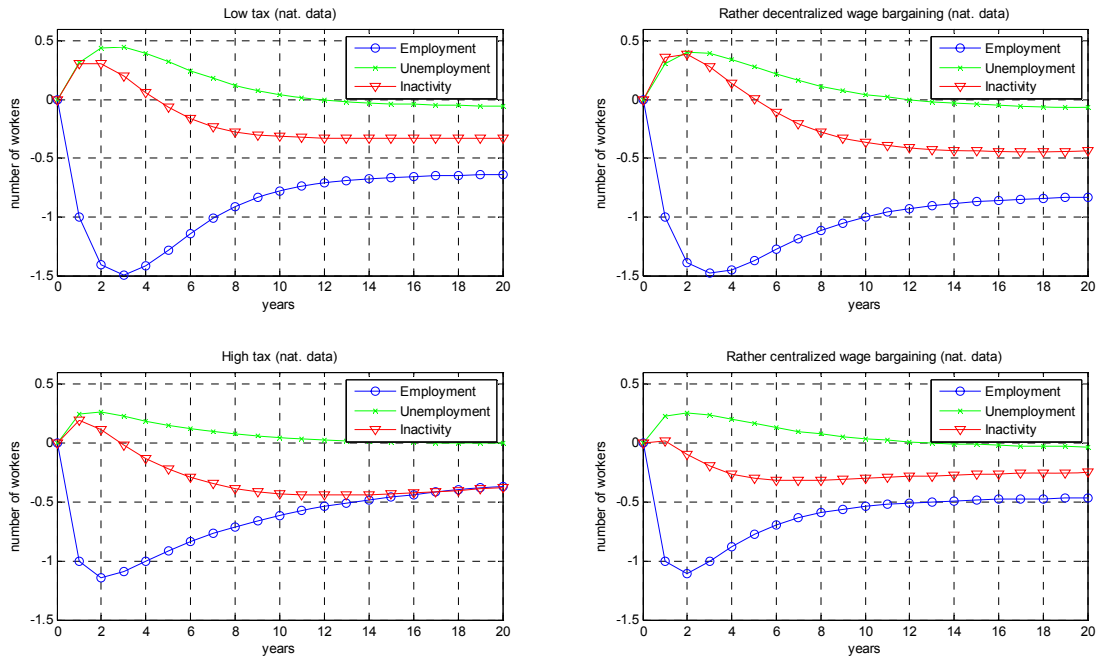 Low tax (nat. data)
number of workers
0.5
0
-0.5
-1
-1.5
Employment
Unemployment
Inactivity
0 2 4 6 8 10 12 14 16 18 20
years
Rather decentralized wage bargaining (nat. data)
number of workers
0.5
0
-0.5
-1
-1.5
Employment
Unemployment
Inactivity
0 2 4 6 8 10 12 14 16 18 20
years
High tax (nat. data)
number of workers
0.5
0
-0.5
-1
-1.5
Employment
Unemployment
Inactivity
0 2 4 6 8 10 12 14 16 18 20
years
Rather centralized wage bargaining (nat. data)
number of workers
0.5
0
-0.5
-1
-1.5
Employment
Unemployment
Inactivity
0 2 4 6 8 10 12 14 16 18 20
years